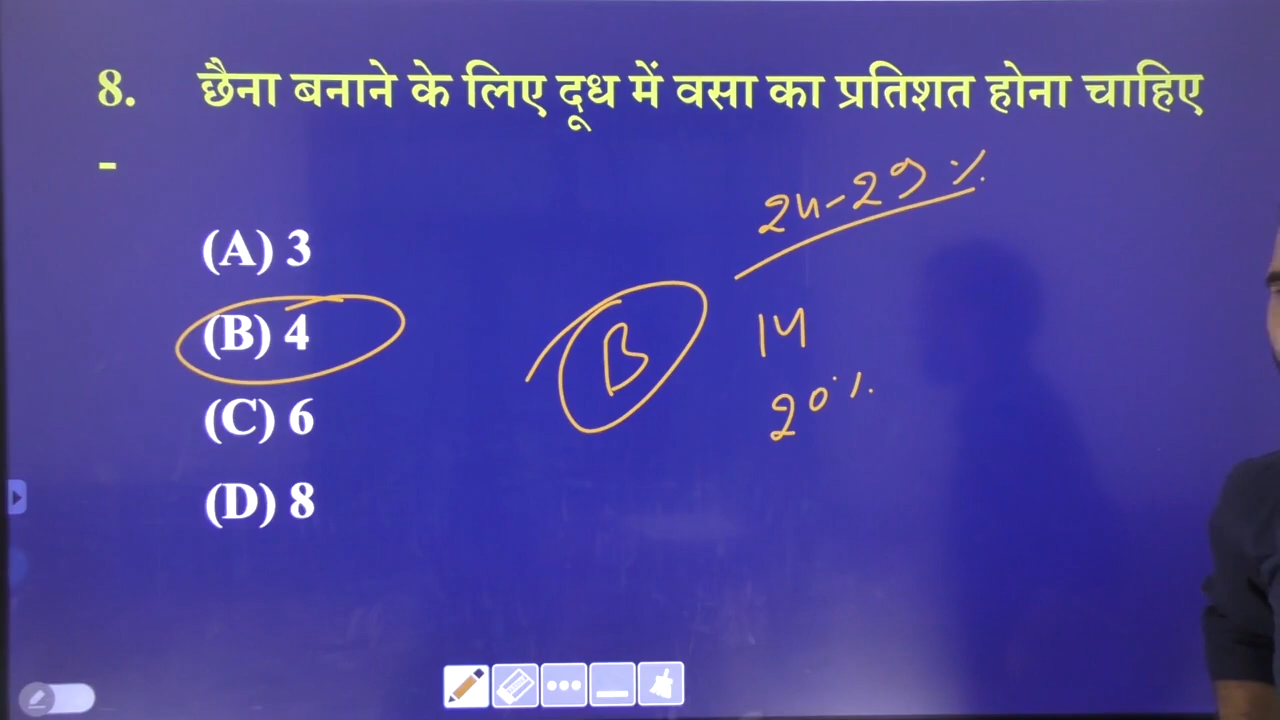 8. छैना बनाने के लिए दूध में वसा का प्रतिशत होना चाहिए
-
24-29%
(A) 3
(B) 4
B
14
20%
(C) 6
(D) 8